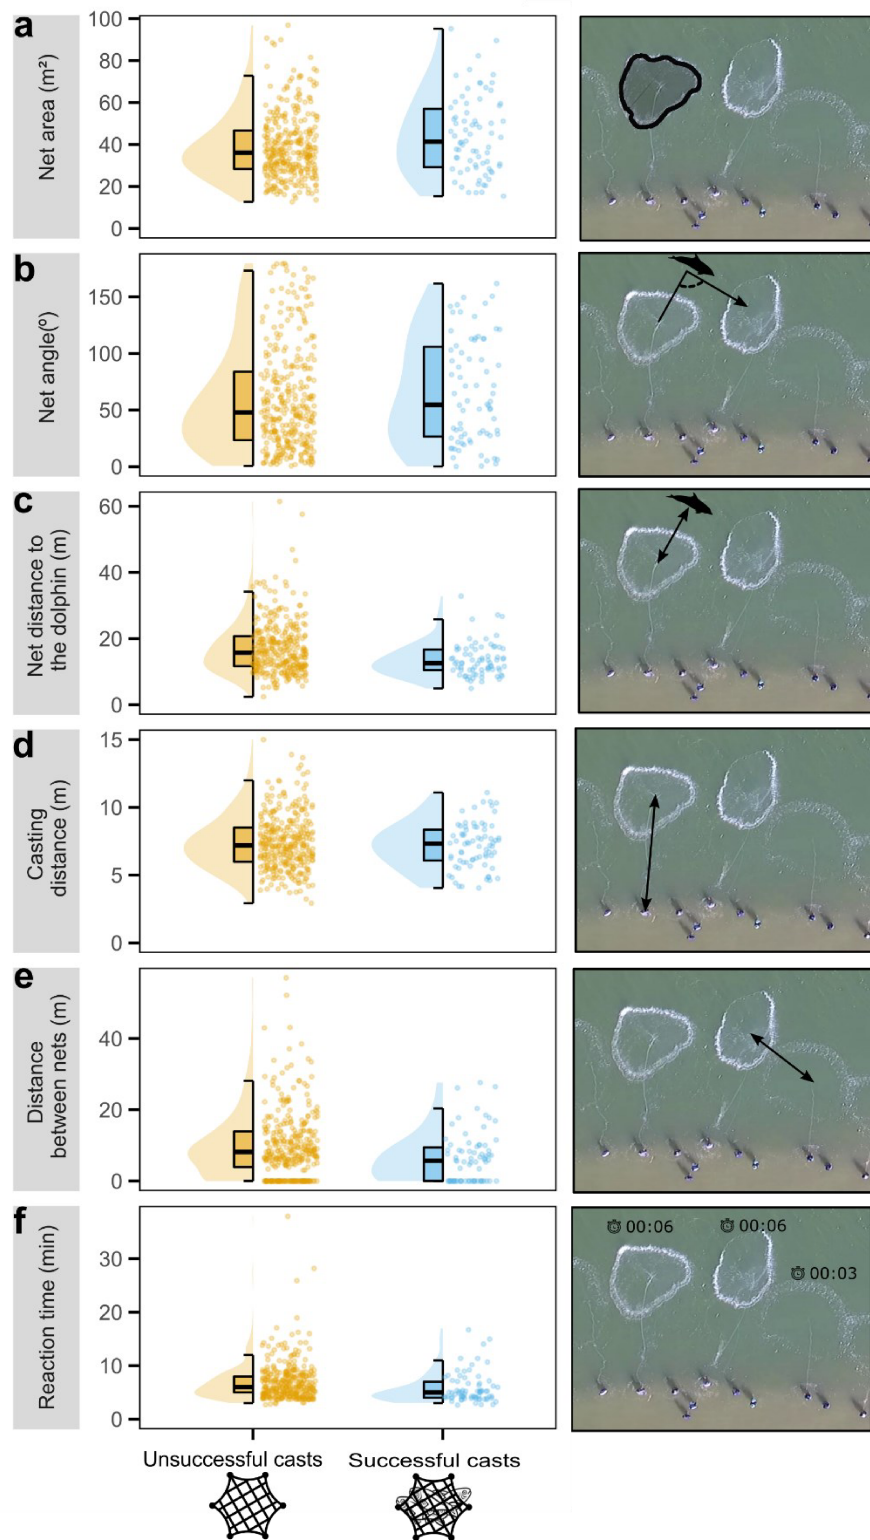 a
Net area (m²)
100
80
60
40
20
0
b
Net angle(º)
150
100
50
0
c
Net distance to
the dolphin (m)
60
40
20
0
d
Casting
distance (m)
15
10
5
0
e
Distance
between nets (m)
40
20
0
f
Reaction time (min)
30
20
10
0
00:06
00:06
00:03
Unsuccessful casts
Successful casts